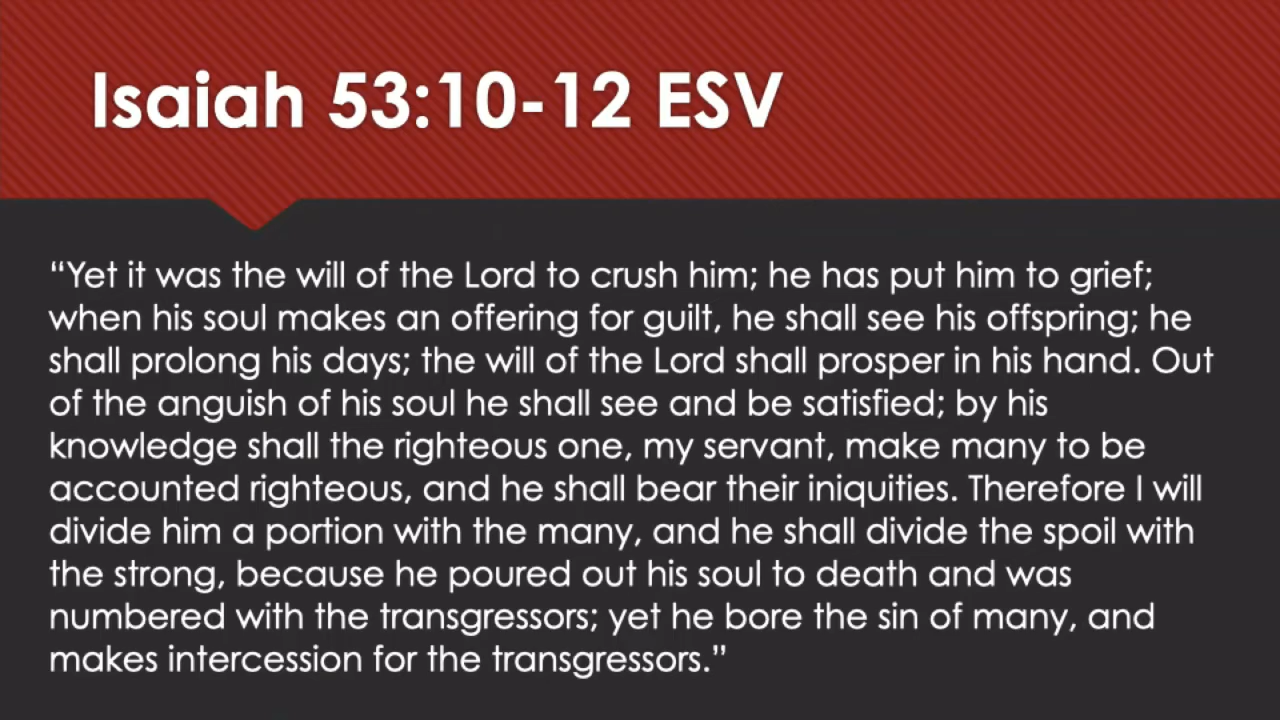 Isaiah 53:10-12 ESV
“Yet it was the will of the Lord to crush him; he has put him to grief;
when his soul makes an offering for guilt, he shall see his offspring; he
shall prolong his days; the will of the Lord shall prosper in his hand. Out
of the anguish of his soul he shall see and be satisfied; by his
knowledge shall the righteous one, my servant, make many to be
accounted righteous, and he shall bear their iniquities. Therefore I will
divide him a portion with the many, and he shall divide the spoil with
the strong, because he poured out his soul to death and was
numbered with the transgressors; yet he bore the sin of many, and
makes intercession for the transgressors.”